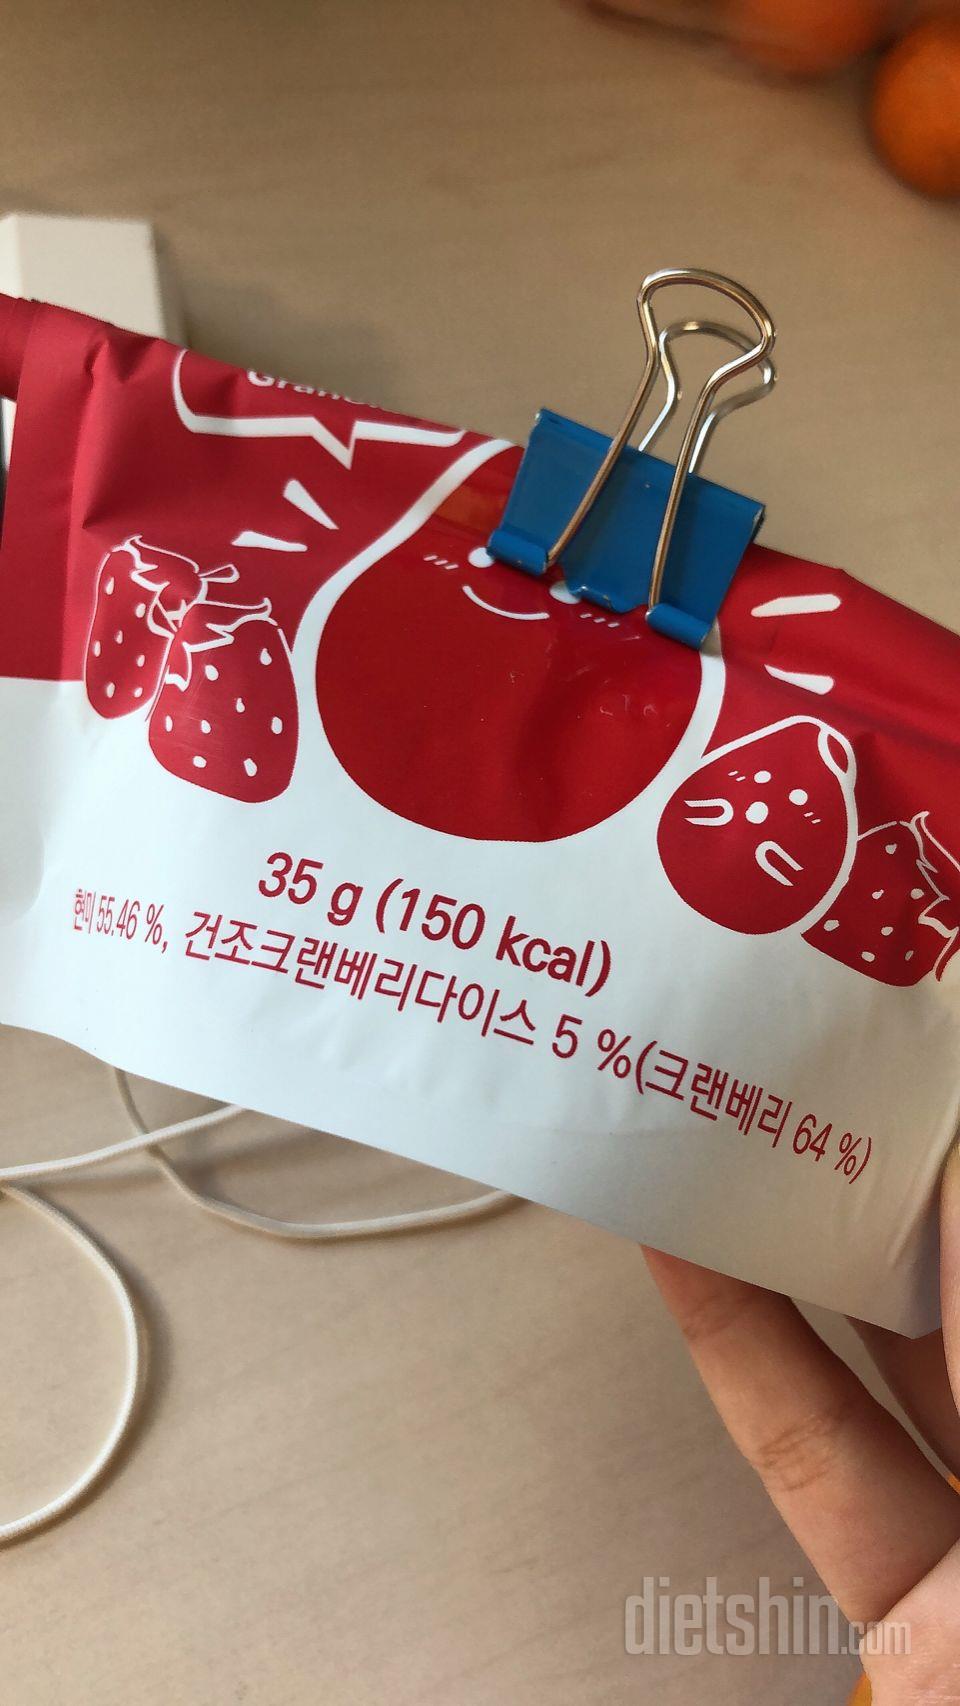 35 g (150 kcal)
현미 55.46 %, 건조크랜베리다이스 5 %(크랜베리 64 %)
dietshin.com